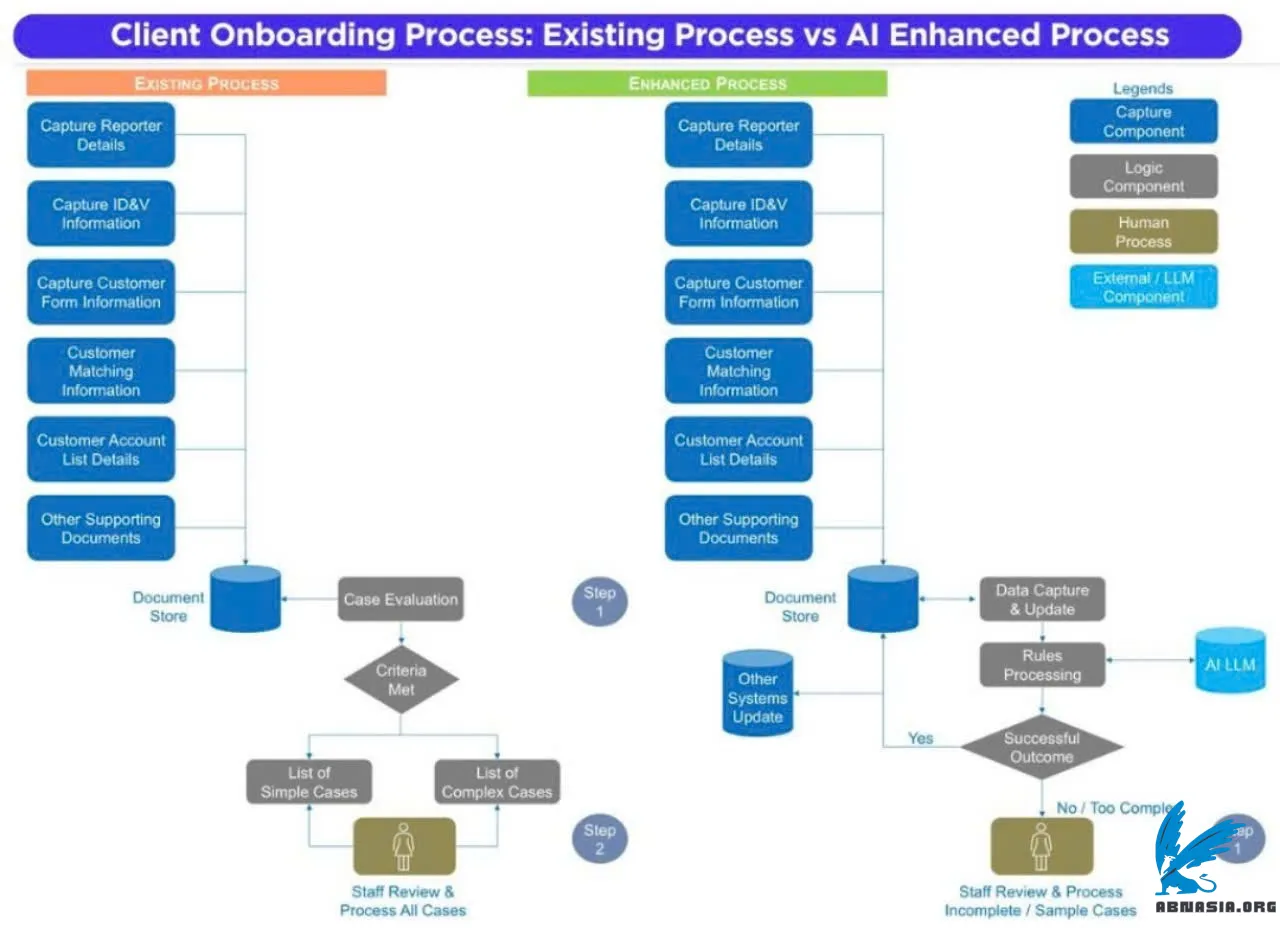 Client Onboarding Process: Existing Process vs AI Enhanced Process
EXISTING PROCESS
Capture Reporter
Details
Capture ID&V
Information
Capture Customer
Form Information
Customer
Matching
Information
Customer Account
List Details
Other Supporting
Documents
Document
Store
Case Evaluation
Criteria
Met
List of
Simple Cases
List of
Complex Cases
Staff Review &
Process All Cases
Step
1
Step
2
ENHANCED PROCESS
Capture Reporter
Details
Capture ID&V
Information
Capture Customer
Form Information
Customer
Matching
Information
Customer Account
List Details
Other Supporting
Documents
Document
Store
Data Capture
& Update
Rules
Processing
AI LLM
Other
Systems
Update
Yes
Successful
Outcome
No / Too Complex
Staff Review & Process
Incomplete / Sample Cases
Step
1
Legends
Capture
Component
Logic
Component
Human
Process
External / LLM
Component
ABNASIA.ORG